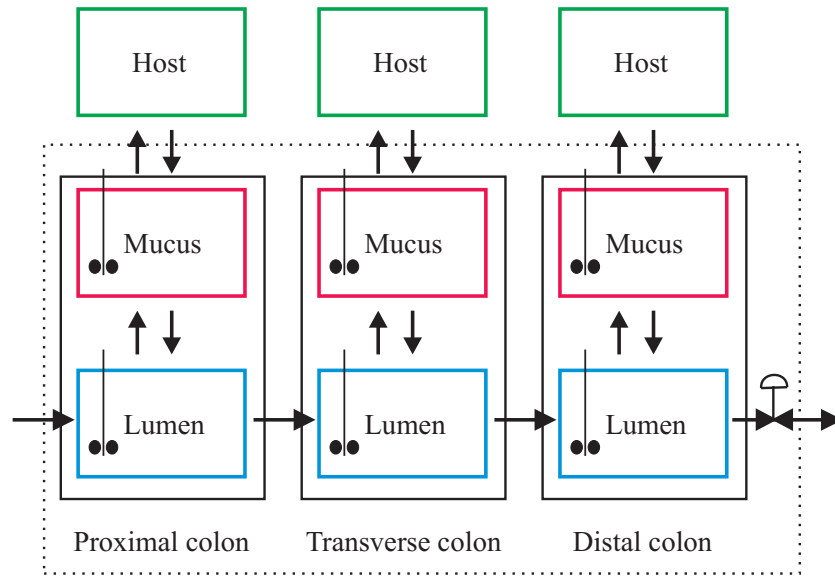 Host
Host
Host
Mucus
Mucus
Mucus
Lumen
Lumen
Lumen
Proximal colon
Transverse colon
Distal colon